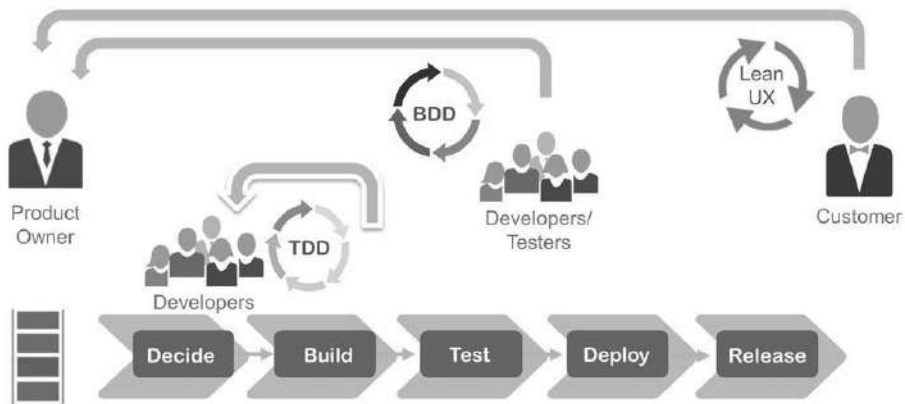 Lean
UX
BDD
Product
Owner
Developers/
Testers
Customer
TDD
Developers
Decide
Build
Test
Deploy
Release